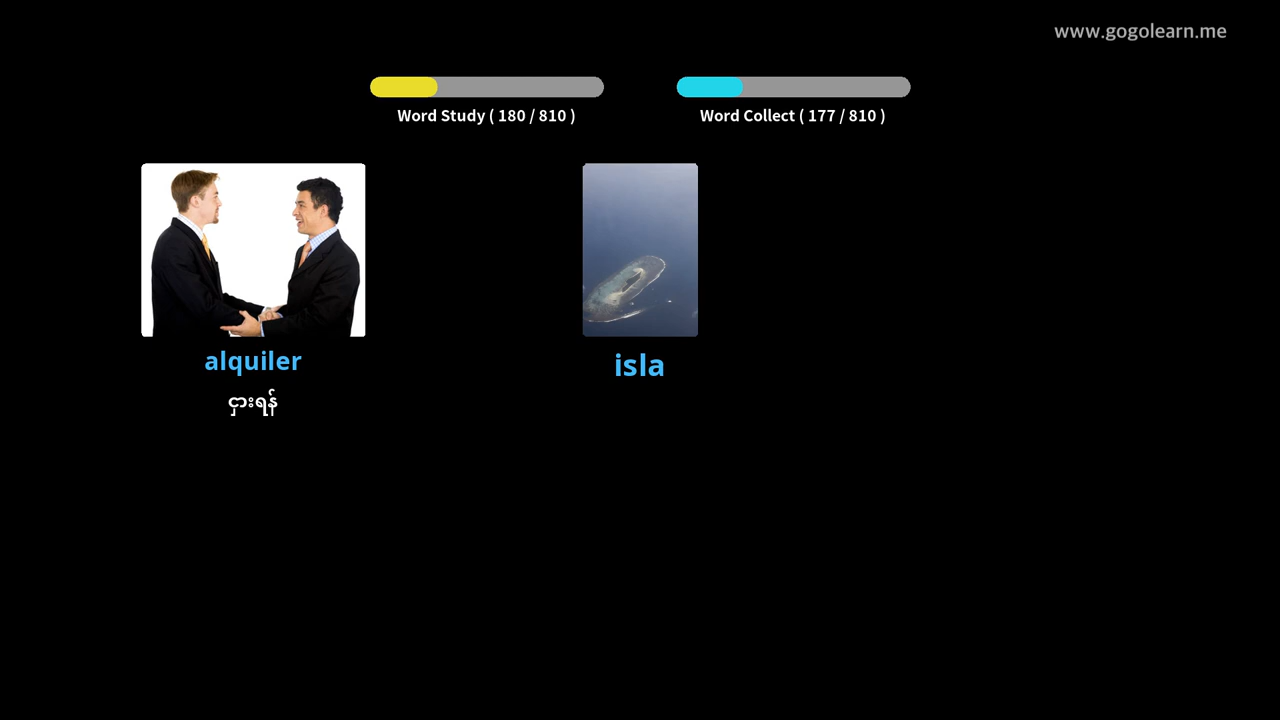 www.gogolearn.me
Word Study ( 180 / 810 )
Word Collect ( 177 / 810 )
alquiler
isla
ငှားရန်